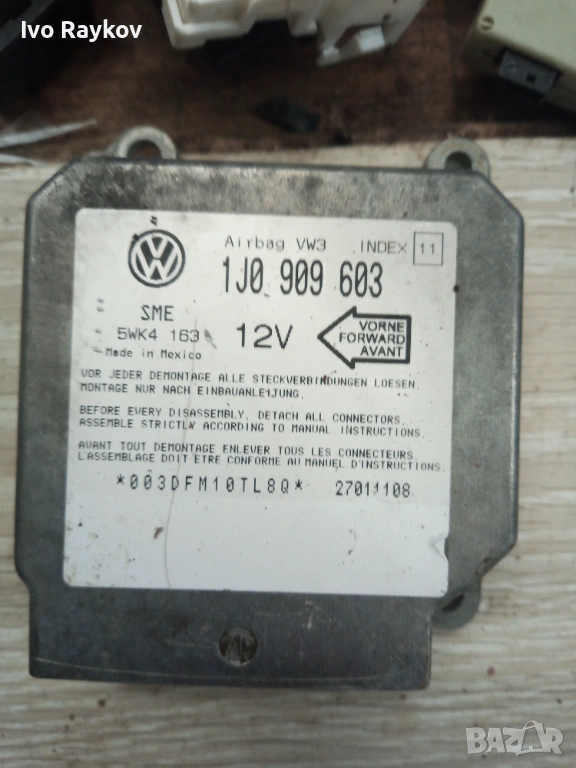 Ivo Raykov
Airbag VW3 INDEX 11
1J0 909 603
SME
5WK4 163
Made in Mexico
12V
VORNE
FORWARD
AVANT
VOR JEDER DEMONTAGE ALLE STECKVERBINDUNGEN LOESEN.
MONTAGE NUR NACH EINBAUANLEITUNG.
BEFORE EVERY DISASSEMBLY, DETACH ALL CONNECTORS.
ASSEMBLE STRICTLY ACCORDING TO MANUAL INSTRUCTIONS.
AVANT TOUT DEMONTAGE ENLEVER TOUS LES CONNECTEURS.
L'ASSEMBLAGE DOIT ETRE CONFORME AU MANUEL D'INSTRUCTIONS.
*003DFM10TL8Q* 27011108
BAZAR